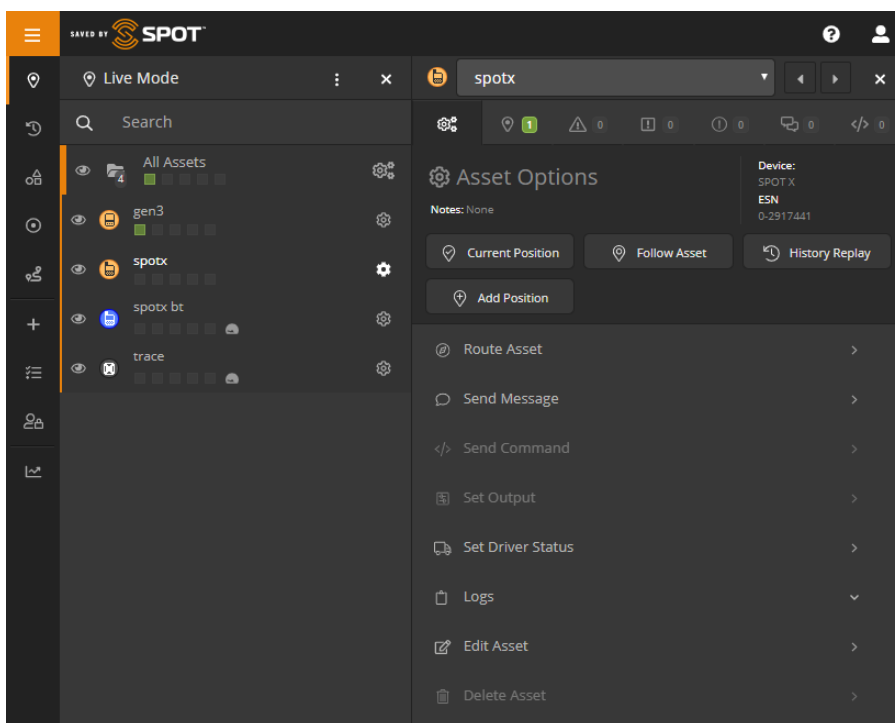 SAVED BY SPOT
Live Mode
Search
All Assets
4
gen3
spotx
spotx bt
trace
spotx
1
0
0
0
0
0
Asset Options
Notes: None
Device:
SPOT X
ESN
0-2917441
Current Position
Follow Asset
History Replay
Add Position
Route Asset
Send Message
Send Command
Set Output
Set Driver Status
Logs
Edit Asset
Delete Asset